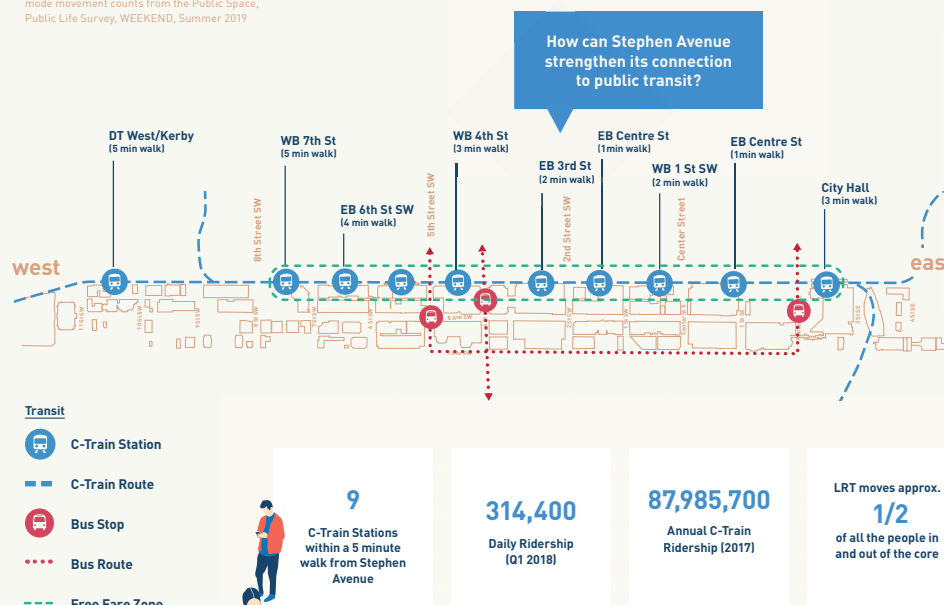 mode movement counts from the Public Space,
Public Life Survey, WEEKEND, Summer 2019
How can Stephen Avenue
strengthen its connection
to public transit?
DT West/Kerby
(5 min walk)
WB 7th St
(5 min walk)
EB 6th St SW
(4 min walk)
WB 4th St
(3 min walk)
EB 3rd St
(2 min walk)
EB Centre St
(1min walk)
WB 1 St SW
(2 min walk)
EB Centre St
(1min walk)
City Hall
(3 min walk)
8th Street SW
5th Street SW
2nd Street SW
Center Street
west
eas
Transit
C-Train Station
C-Train Route
Bus Stop
Bus Route
Free Fare Zone
9
C-Train Stations
within a 5 minute
walk from Stephen
Avenue
314,400
Daily Ridership
(Q1 2018)
87,985,700
Annual C-Train
Ridership (2017)
LRT moves approx.
1/2
of all the people in
and out of the core